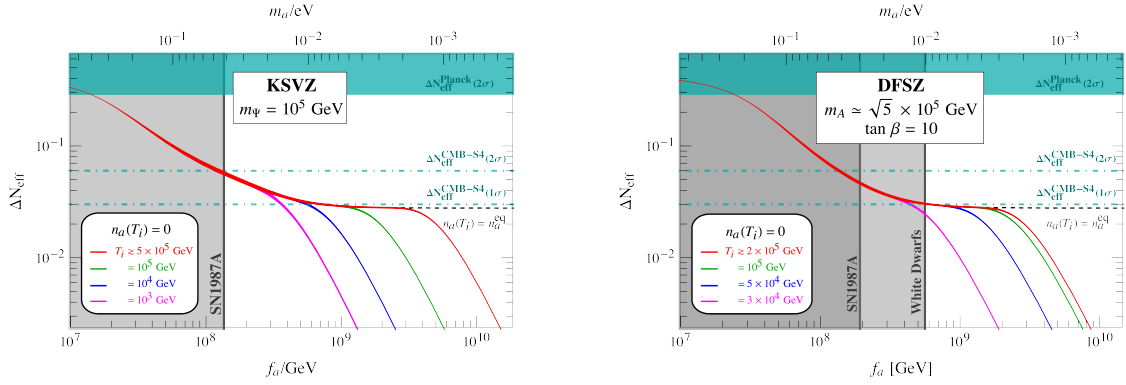 m_a/eV
10^-1
10^-2
10^-3
KSVZ
m_Ψ = 10^5 GeV
ΔN_eff^Planck (2σ)
ΔN_eff^CMB−S4 (2σ)
ΔN_eff^CMB−S4 (1σ)
n_a(T_i) = n_a^eq
10^-1
10^-2
ΔN_eff
n_a(T_i) = 0
T_i ≳ 5 × 10^5 GeV
= 10^5 GeV
= 10^4 GeV
= 10^3 GeV
SN1987A
10^7
10^8
10^9
10^10
f_a/GeV
m_a/eV
10^-1
10^-2
10^-3
DFSZ
m_A ≃ √5 × 10^5 GeV
tan β = 10
ΔN_eff^Planck (2σ)
ΔN_eff^CMB−S4 (2σ)
ΔN_eff^CMB−S4 (1σ)
n_a(T_i) = n_a^eq
10^-1
10^-2
ΔN_eff
n_a(T_i) = 0
T_i ≳ 2 × 10^5 GeV
= 10^5 GeV
= 5 × 10^4 GeV
= 3 × 10^4 GeV
SN1987A
White Dwarfs
10^7
10^8
10^9
10^10
f_a [GeV]